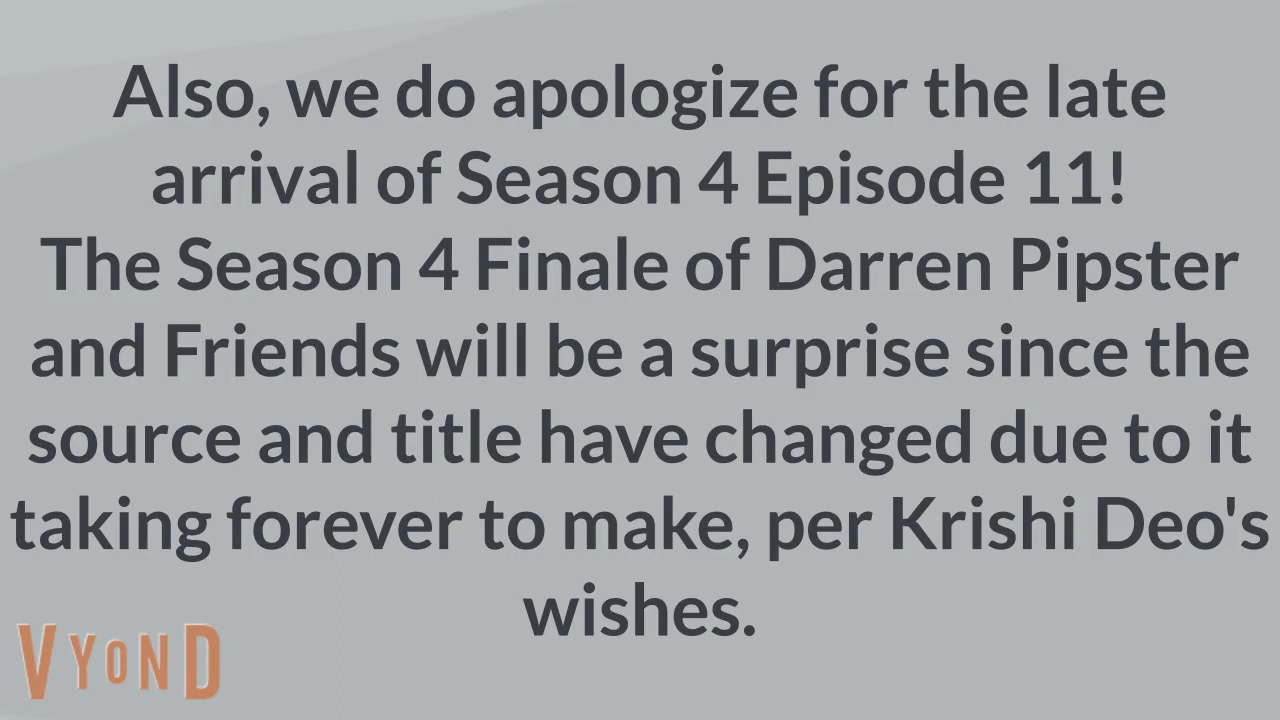 Also, we do apologize for the late
arrival of Season 4 Episode 11!
The Season 4 Finale of Darren Pipster
and Friends will be a surprise since the
source and title have changed due to it
taking forever to make, per Krishi Deo's
wishes.
VYOND